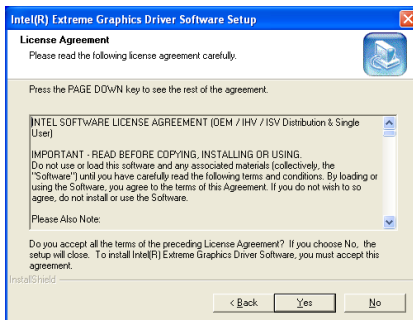 Intel(R) Extreme Graphics Driver Software Setup
License Agreement
Please read the following license agreement carefully.
Press the PAGE DOWN key to see the rest of the agreement.
INTEL SOFTWARE LICENSE AGREEMENT (OEM / IHV / ISV Distribution & Single
User)
IMPORTANT - READ BEFORE COPYING, INSTALLING OR USING.
Do not use or load this software and any associated materials (collectively, the
"Software") until you have carefully read the following terms and conditions. By loading or
using the Software, you agree to the terms of this Agreement. If you do not wish to so
agree, do not install or use the Software.
Please Also Note:
Do you accept all the terms of the preceding License Agreement? If you choose No, the
setup will close. To install Intel(R) Extreme Graphics Driver Software, you must accept this
agreement.
InstallShield
< Back
Yes
No